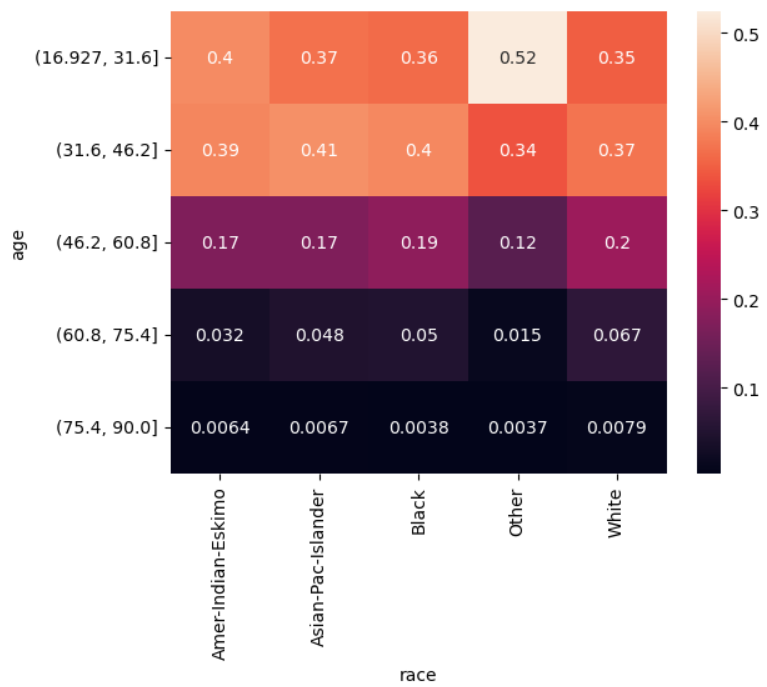 (16.927, 31.6] 0.4 0.37 0.36 0.52 0.35
(31.6, 46.2] 0.39 0.41 0.4 0.34 0.37
(46.2, 60.8] 0.17 0.17 0.19 0.12 0.2
(60.8, 75.4] 0.032 0.048 0.05 0.015 0.067
(75.4, 90.0] 0.0064 0.0067 0.0038 0.0037 0.0079
age
Amer-Indian-Eskimo
Asian-Pac-Islander
Black
Other
White
race
0.5
0.4
0.3
0.2
0.1